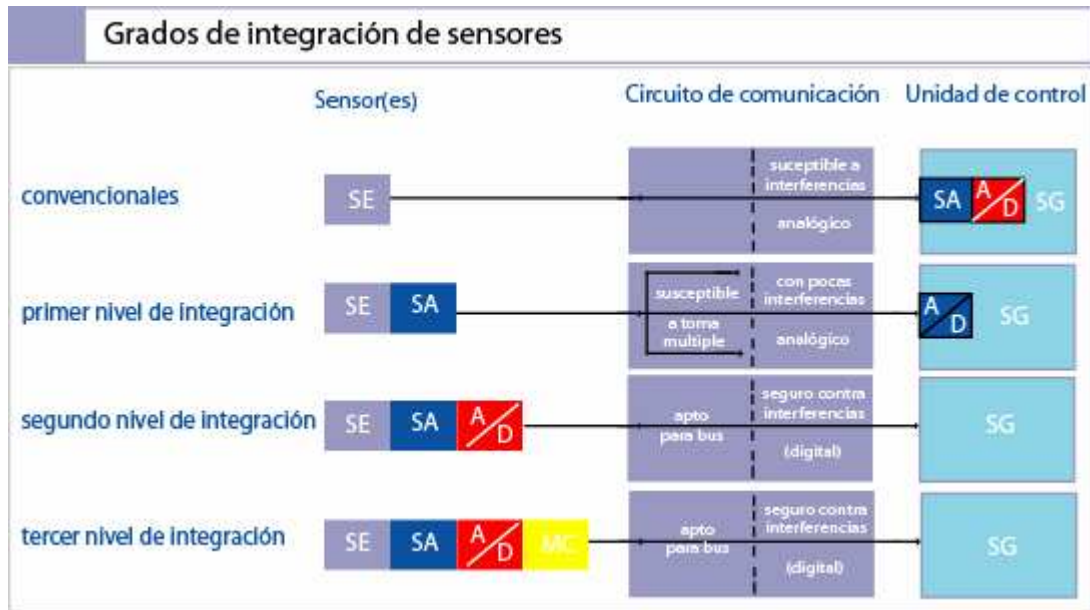 Grados de integración de sensores
Sensor(es)
Circuito de comunicación
Unidad de control
convencionales
SE
suceptible a
interferencias
analógico
SA
A
D
SG
primer nivel de integración
SE
SA
susceptible
a toma
multiple
con pocas
interferencias
analógico
A
D
SG
segundo nivel de integración
SE
SA
A
D
apto
para bus
seguro contra
interferencias
(digital)
SG
tercer nivel de integración
SE
SA
A
D
MC
apto
para bus
seguro contra
interferencias
(digital)
SG